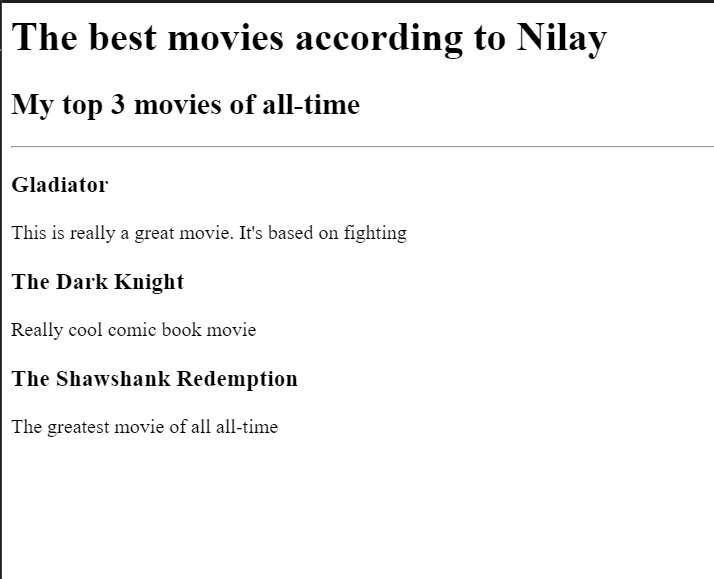 The best movies according to Nilay
My top 3 movies of all-time
Gladiator
This is really a great movie. It's based on fighting
The Dark Knight
Really cool comic book movie
The Shawshank Redemption
The greatest movie of all all-time